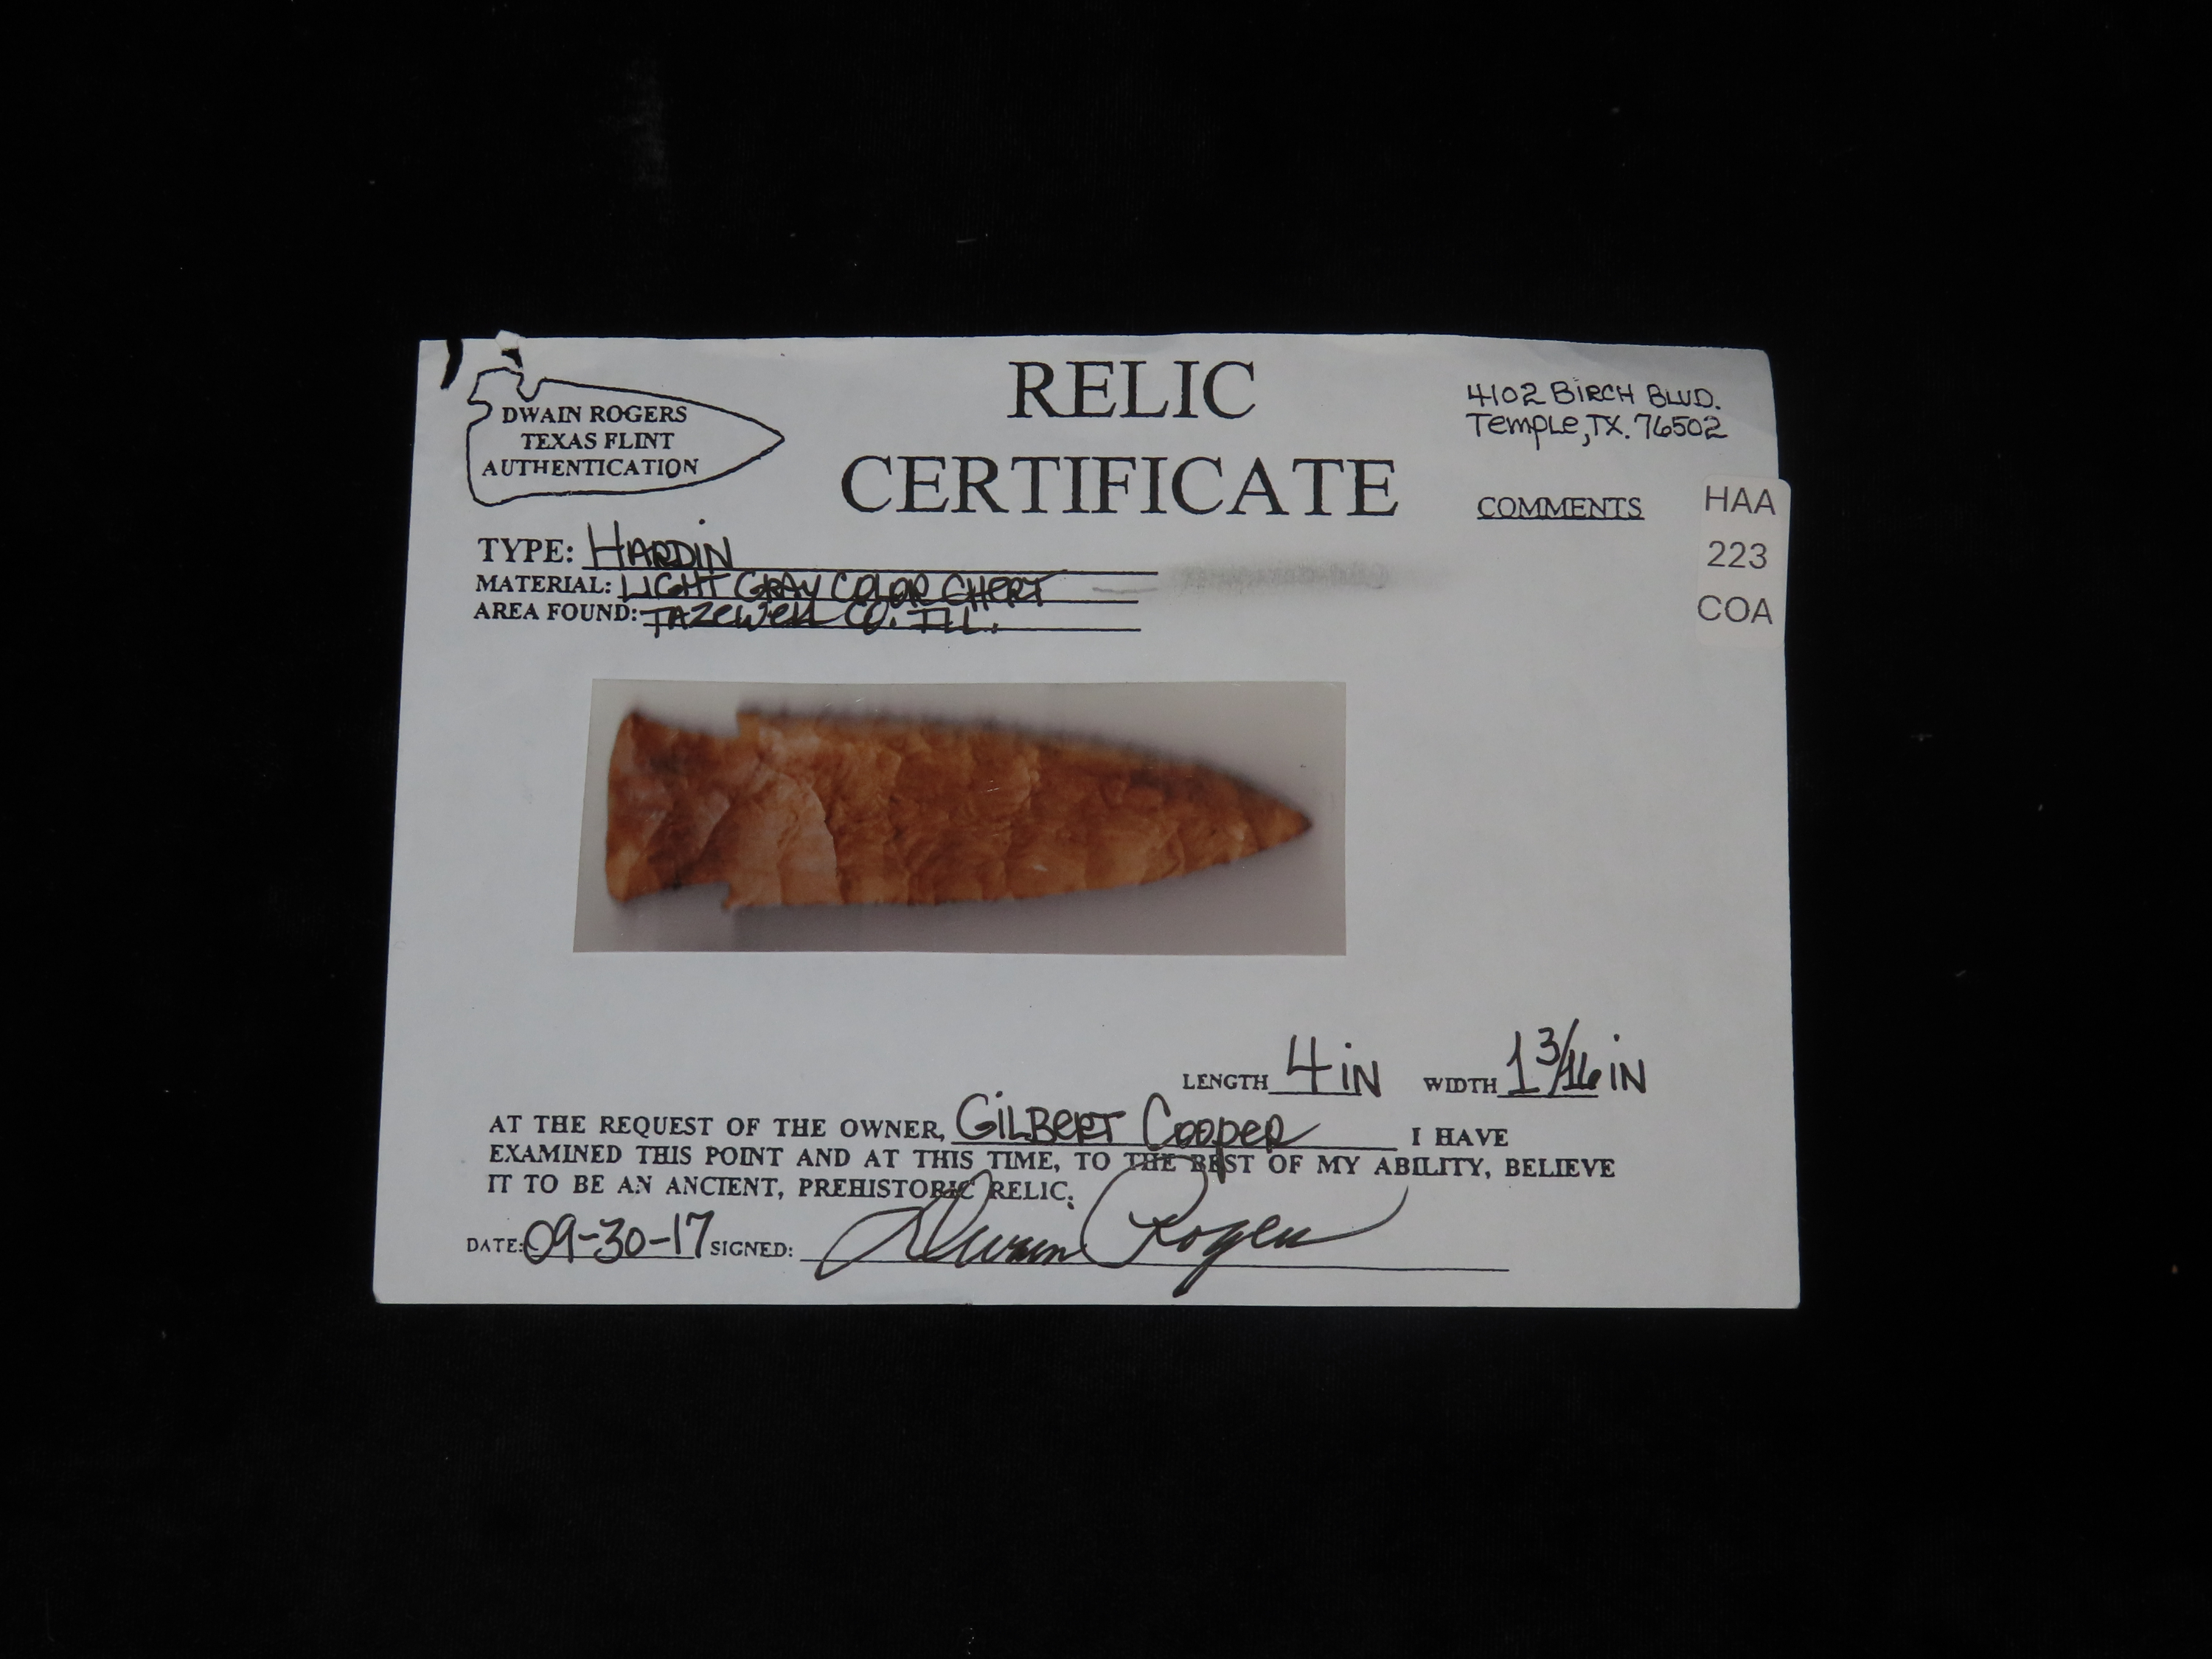 RELIC
CERTIFICATE
DWAIN ROGERS
TEXAS FLINT
AUTHENTICATION
4102 BIRCH BLVD.
Temple, TX. 76502
COMMENTS
HAA
223
COA
TYPE: HARDIN
MATERIAL: LIGHT GRAY COLOR CHERT
AREA FOUND: TAZEWELL CO. ILL.
LENGTH 4 IN WIDTH 1 3/16 IN
AT THE REQUEST OF THE OWNER, GILBERT COOPER I HAVE
EXAMINED THIS POINT AND AT THIS TIME, TO THE BEST OF MY ABILITY, BELIEVE
IT TO BE AN ANCIENT, PREHISTORIC RELIC.
DATE: 09-30-17 SIGNED: Dwain Rogers